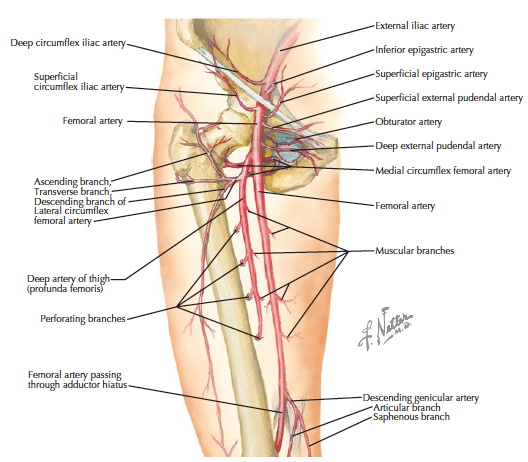 External iliac artery
Deep circumflex iliac artery
Inferior epigastric artery
Superficial
circumflex iliac artery
Superficial epigastric artery
Superficial external pudendal artery
Femoral artery
Obturator artery
Deep external pudendal artery
Medial circumflex femoral artery
Ascending branch,
Transverse branch,
Descending branch of
Lateral circumflex
femoral artery
Femoral artery
Muscular branches
Deep artery of thigh
(profunda femoris)
Perforating branches
F. Netter
M.D.
Femoral artery passing
through adductor hiatus
Descending genicular artery
Articular branch
Saphenous branch